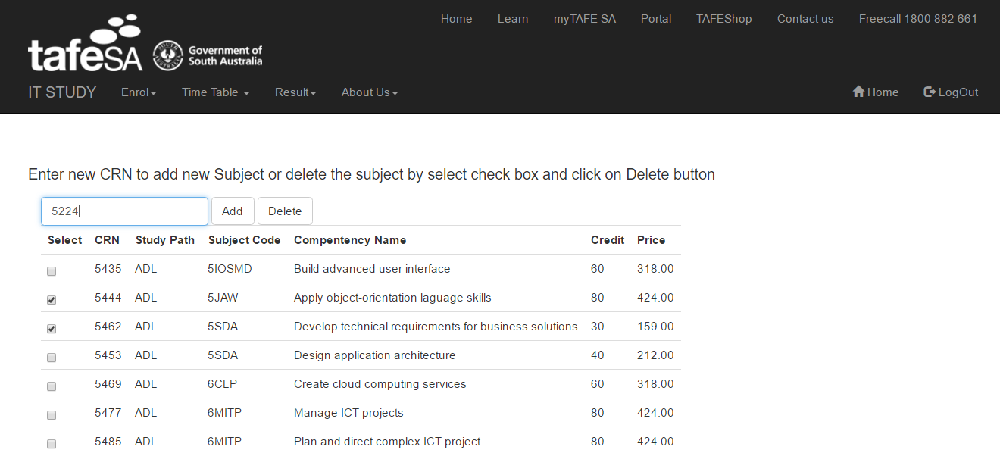 Home Learn myTAFE SA Portal TAFEShop Contact us Freecall 1800 882 661
tafeSA
SOUTH AUSTRALIA
Government of
South Australia
IT STUDY Enrol Time Table Result About Us Home LogOut
Enter new CRN to add new Subject or delete the subject by select check box and click on Delete button
5224 Add Delete
Select CRN Study Path Subject Code Compentency Name Credit Price
5435 ADL 5IOSMD Build advanced user interface 60 318.00
5444 ADL 5JAW Apply object-orientation laguage skills 80 424.00
5462 ADL 5SDA Develop technical requirements for business solutions 30 159.00
5453 ADL 5SDA Design application architecture 40 212.00
5469 ADL 6CLP Create cloud computing services 60 318.00
5477 ADL 6MITP Manage ICT projects 80 424.00
5485 ADL 6MITP Plan and direct complex ICT project 80 424.00